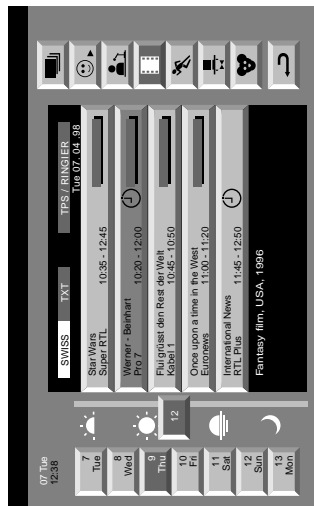 07 Tue
12:38
SWISS TXT TPS / RINGIER
Tue 07, 04 .98
7
Tue
8
Wed
9
Thu
10
Fri
11
Sat
12
Sun
13
Mon
12
Star Wars
Super RTL 10:35 - 12:45
Werner - Beinhart
Pro 7 10:20 - 12:00
Flui grüsst den Rest der Welt
Kabel 1 10:45 - 10:50
Once upon a time in the West
Euronews 11:00 - 11:20
International News
RTL Plus 11:45 - 12:50
Fantasy film, USA, 1996